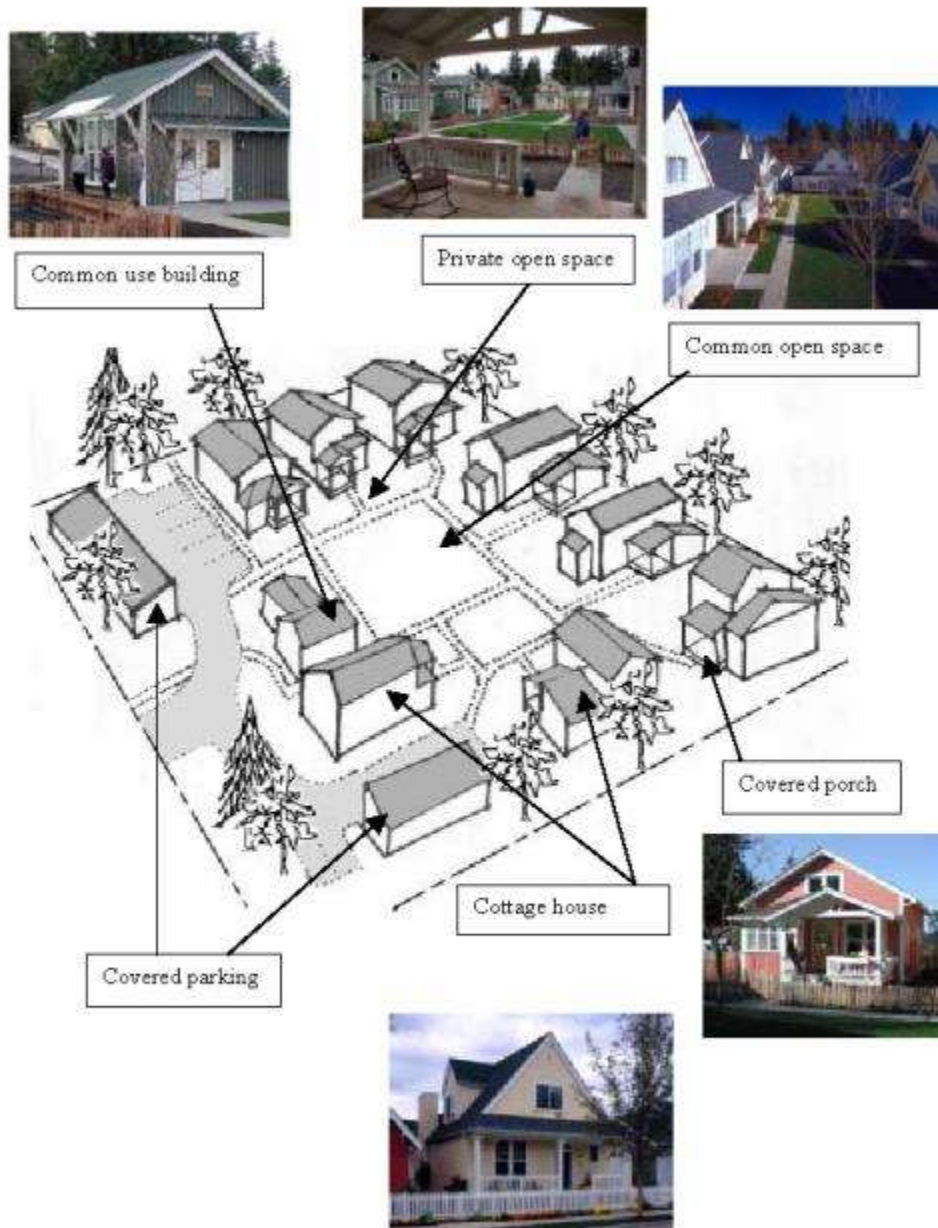 Common use building
Private open space
Common open space
Covered porch
Cottage house
Covered parking